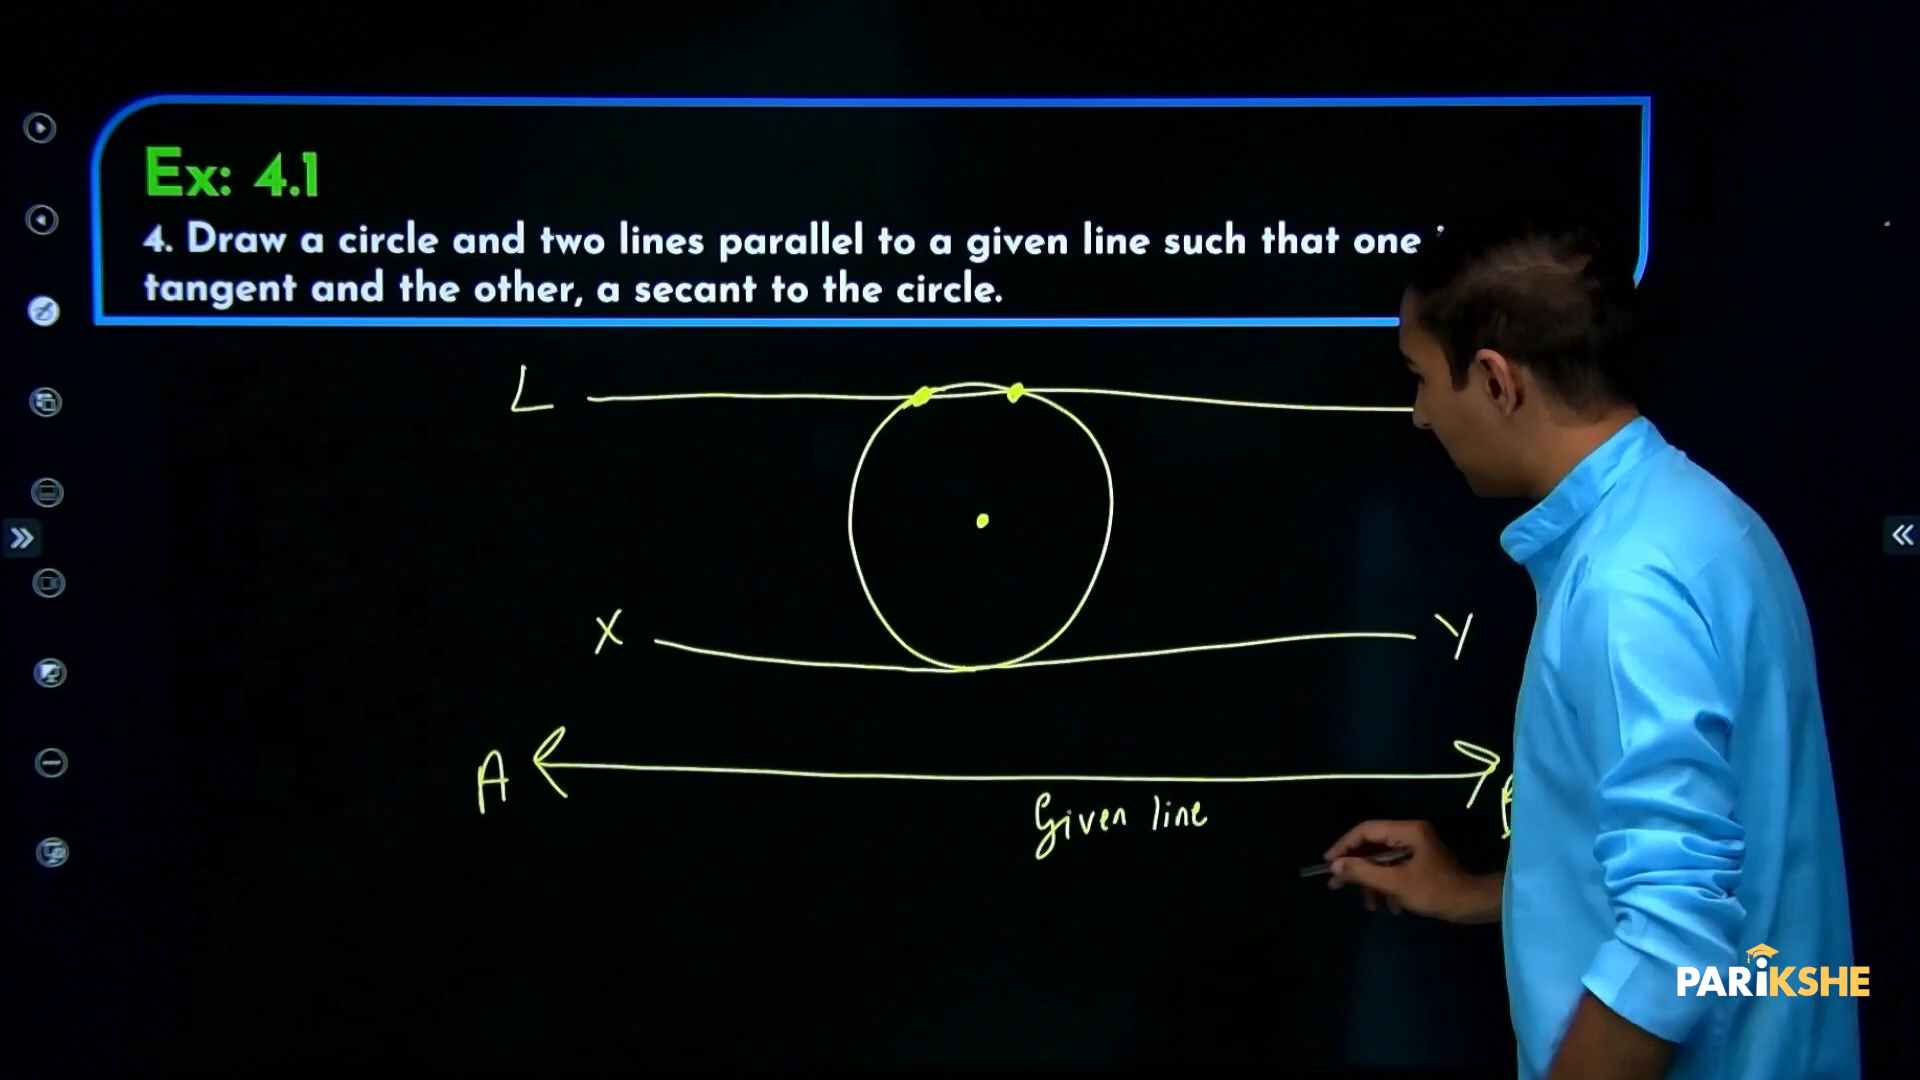 Ex: 4.1
4. Draw a circle and two lines parallel to a given line such that one
tangent and the other, a secant to the circle.
L
X Y
A
Given line
PARIKSHE